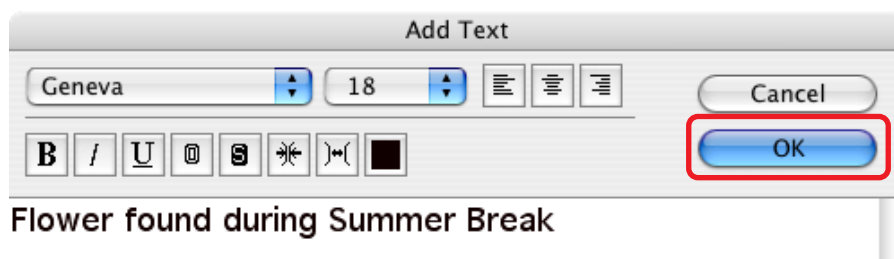 Add Text
Geneva 18
Cancel
B I U O S
OK
Flower found during Summer Break